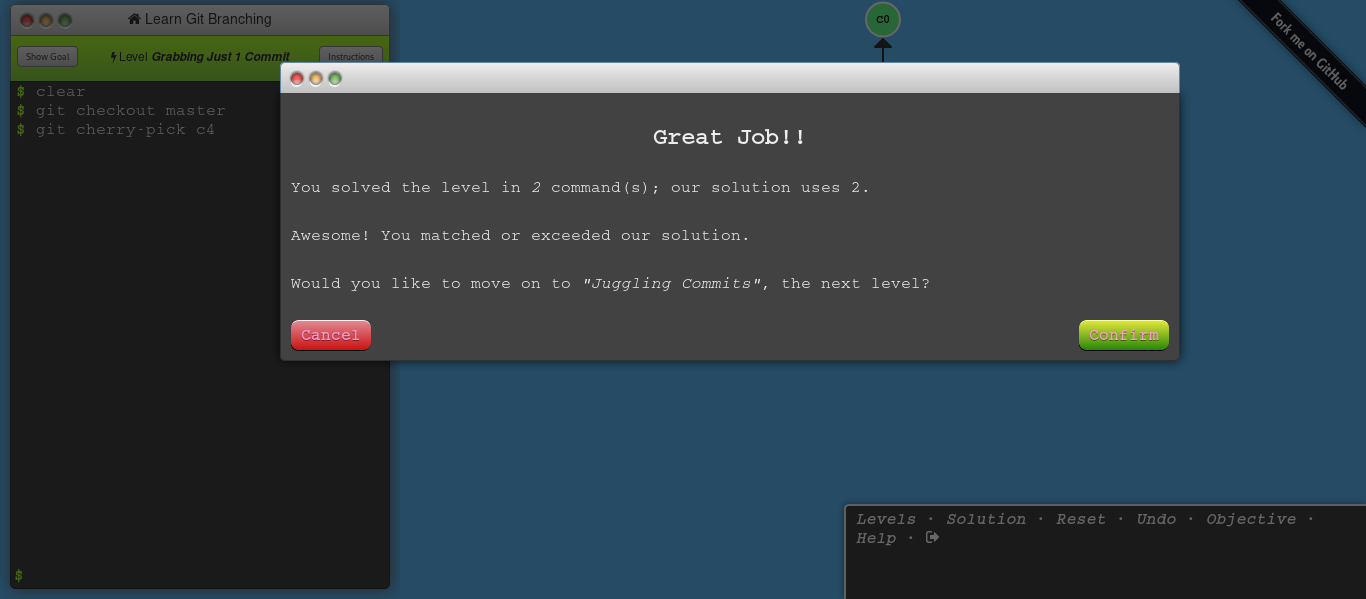 Learn Git Branching
Show Goal
Level Grabbing Just 1 Commit
Instructions
$ clear
$ git checkout master
$ git cherry-pick c4
$
C0
Fork me on GitHub
Great Job!!
You solved the level in 2 command(s); our solution uses 2.
Awesome! You matched or exceeded our solution.
Would you like to move on to "Juggling Commits", the next level?
Cancel
Confirm
Levels · Solution · Reset · Undo · Objective ·
Help ·